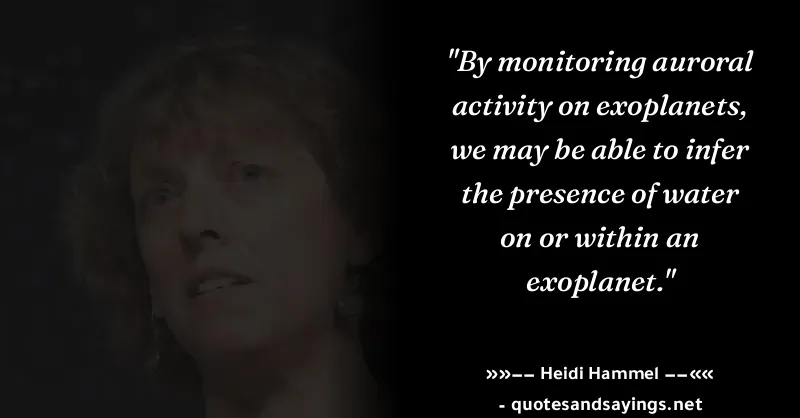 "By monitoring auroral
activity on exoplanets,
we may be able to infer
the presence of water
on or within an
exoplanet."
»»−− Heidi Hammel −−««
- quotesandsayings.net